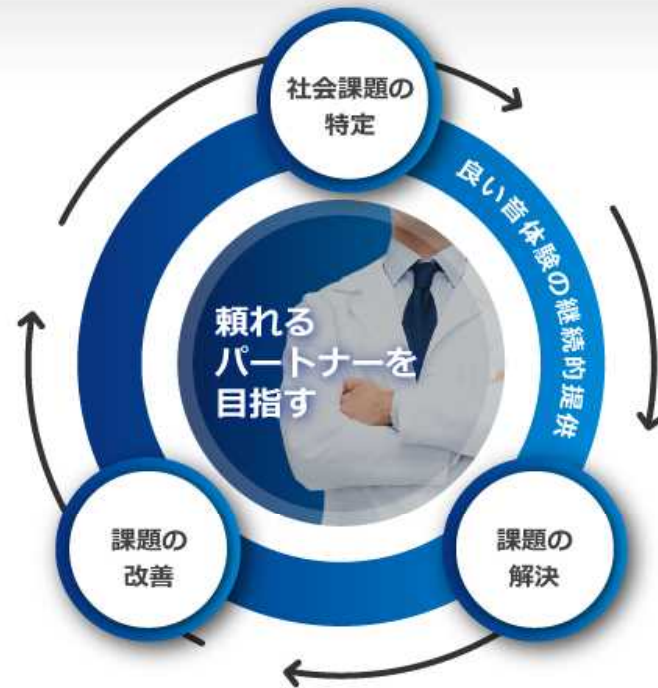 社会課題の
特定
良い音体験の継続的提供
頼れる
パートナーを
目指す
課題の
改善
課題の
解決